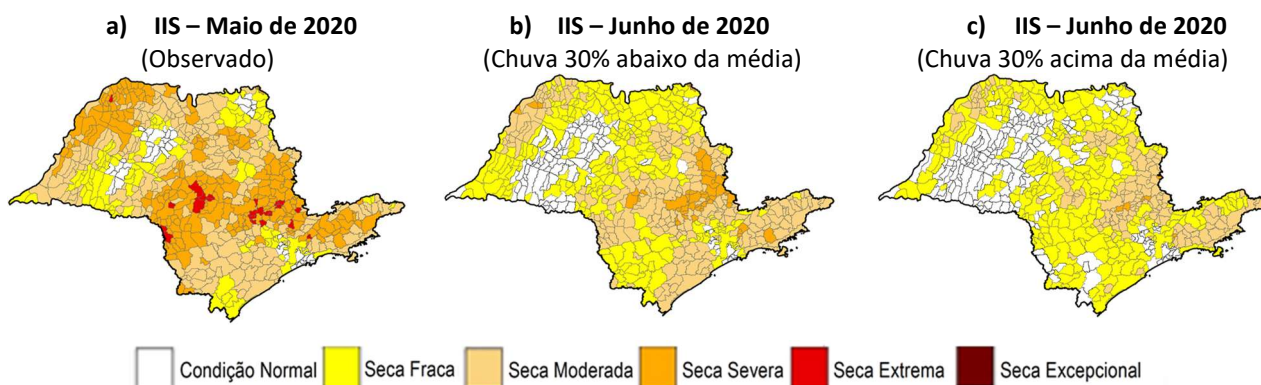 a) IIS – Maio de 2020
(Observado)
b) IIS – Junho de 2020
(Chuva 30% abaixo da média)
c) IIS – Junho de 2020
(Chuva 30% acima da média)
Condição Normal
Seca Fraca
Seca Moderada
Seca Severa
Seca Extrema
Seca Excepcional